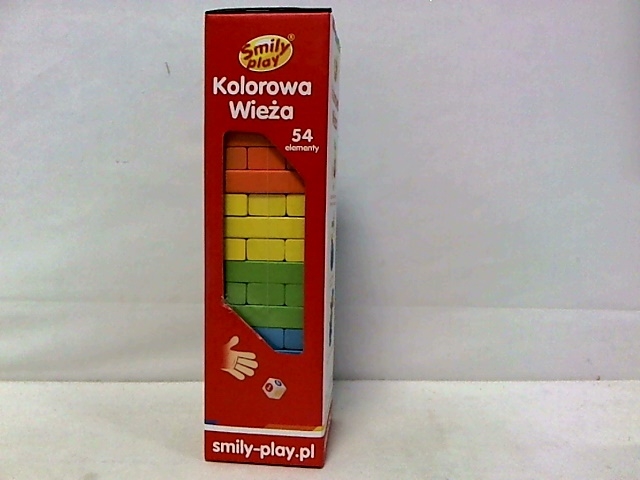 Smily
play
Kolorowa
Wieża
54
elementy
smily-play.pl